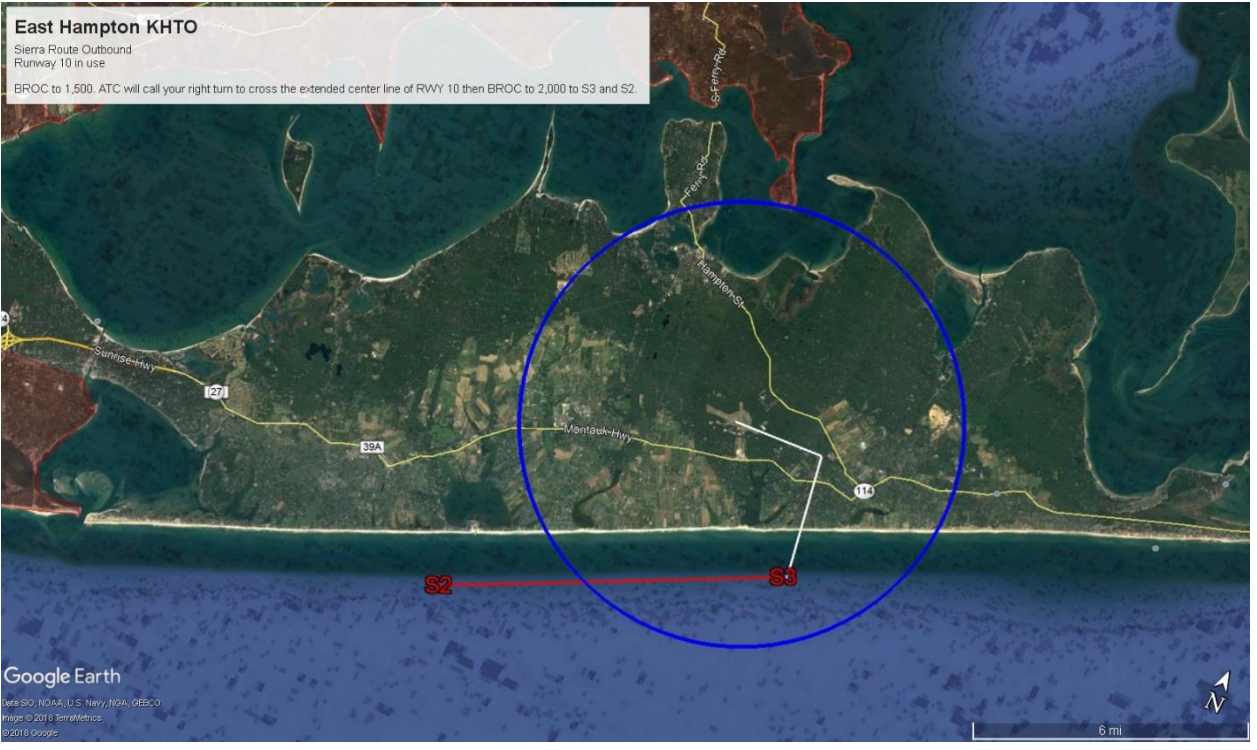 East Hampton KHTO
Sierra Route Outbound
Runway 10 in use
BROC to 1,500. ATC will call your right turn to cross the extended center line of RWY 10 then BROC to 2,000 to S3 and S2.
S Ferry Rd
Ferry Rd
Hampton St
Sunrise Hwy
27
39A
Montauk Hwy
114
S2
S3
Google Earth
Data SIO, NOAA, U.S. Navy, NGA, GEBCO
Image © 2018 TerraMetrics
© 2018 Google
N
6 mi